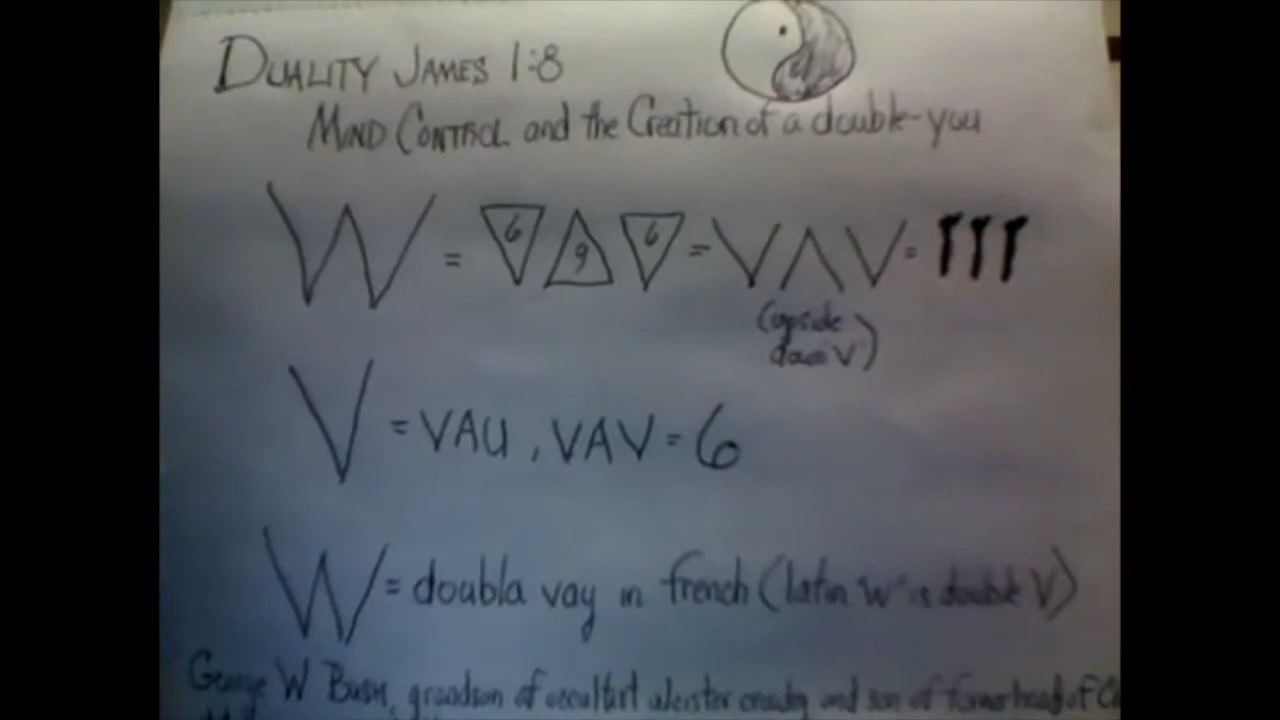 DUALITY JAMES 1:8
MIND CONTROL and the Creation of a double-you
W = 6 9 6 = V Λ V = ווו
(upside
down V)
V = VAU, VAV = 6
W = doubla vay in french (latin W is double V)
George W Bush, grandson of occultist aleister crowley and son of former head of